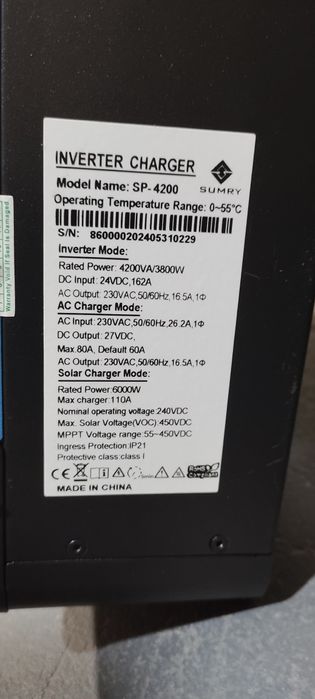 INVERTER CHARGER
SUMRY
Model Name: SP-4200
Operating Temperature Range: 0~55°C
S/N: 860000202405310229
Inverter Mode:
Rated Power: 4200VA/3800W
DC Input: 24VDC,162A
AC Output: 230VAC,50/60Hz, 16.5A,1Φ
AC Charger Mode:
AC Input:230VAC,50/60Hz,26.2A,1Φ
DC Output: 27VDC,
Max.80A, Default 60A
AC Output:230VAC,50/60Hz,16.5A,1Φ
Solar Charger Mode:
Rated Power:6000W
Max charger:110A
Nominal operating voltage:240VDC
Max. Solar Voltage(VOC):450VDC
MPPT Voltage range:55~450VDC
Ingress Protection:IP21
Protective class:class I
CE
RoHS
Compliant
MADE IN CHINA
Warranty Void If Seal Is Damaged